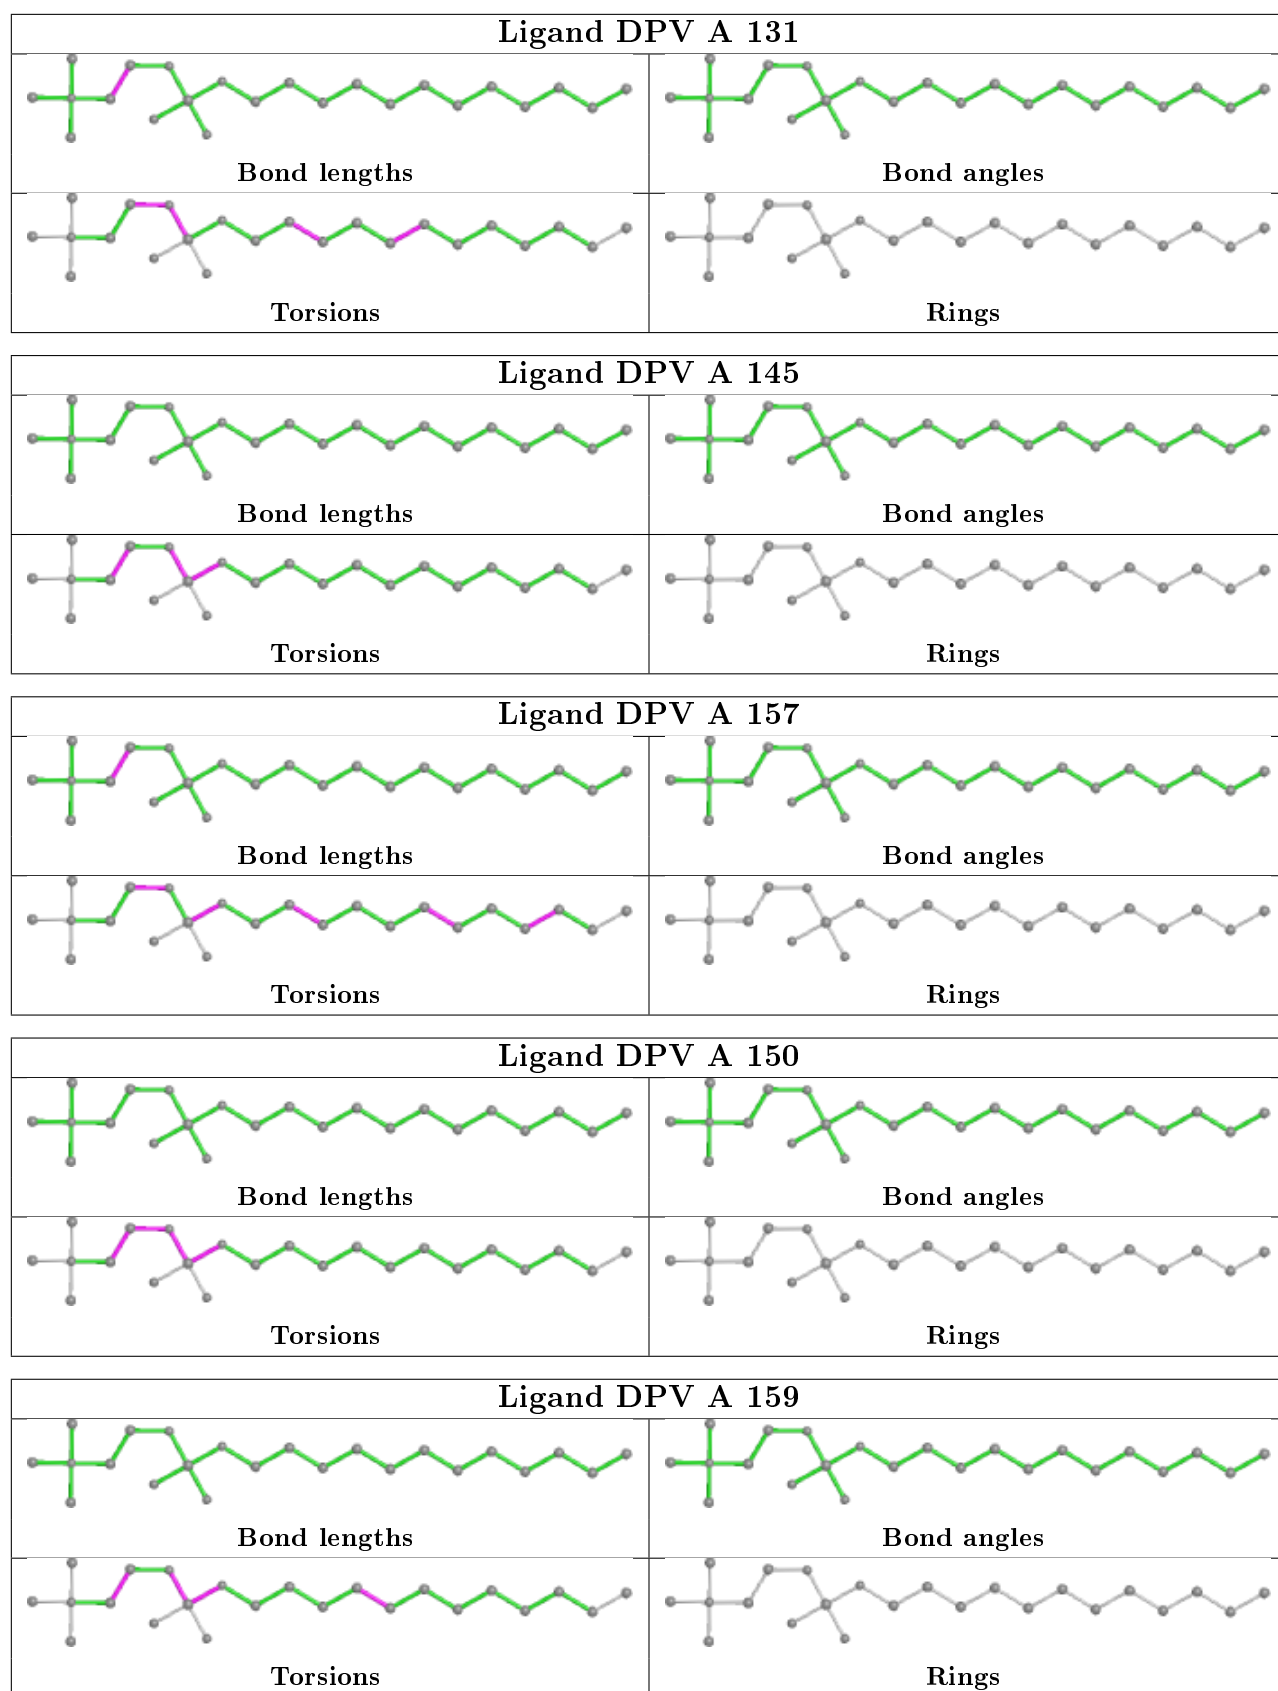 Ligand DPV A 131
Bond lengths
Bond angles
Torsions
Rings
Ligand DPV A 145
Bond lengths
Bond angles
Torsions
Rings
Ligand DPV A 157
Bond lengths
Bond angles
Torsions
Rings
Ligand DPV A 150
Bond lengths
Bond angles
Torsions
Rings
Ligand DPV A 159
Bond lengths
Bond angles
Torsions
Rings